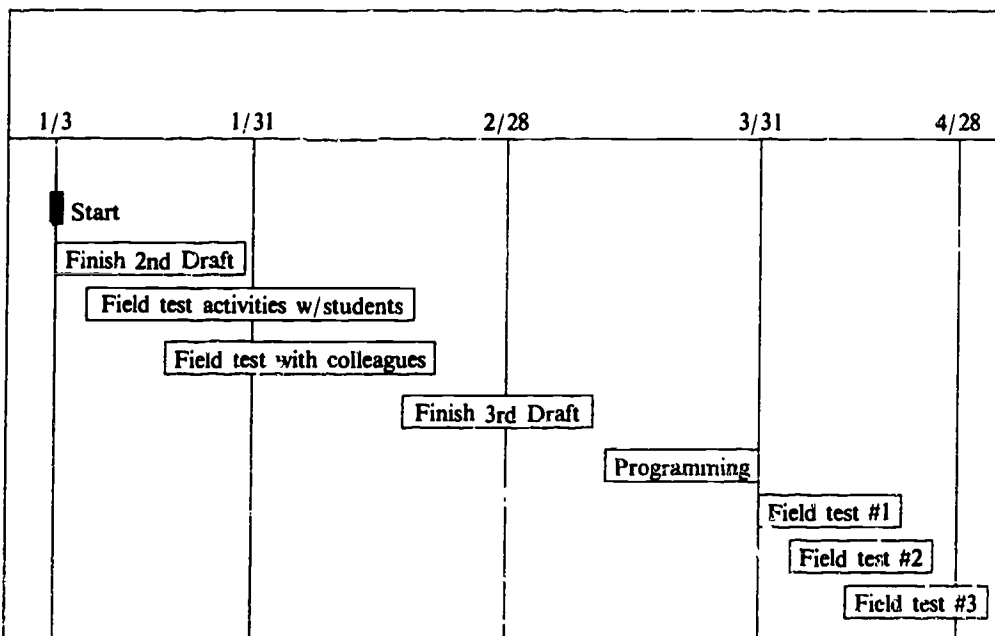 1/3 1/31 2/28 3/31 4/28
Start
Finish 2nd Draft
Field test activities w/students
Field test with colleagues
Finish 3rd Draft
Programming
Field test #1
Field test #2
Field test #3